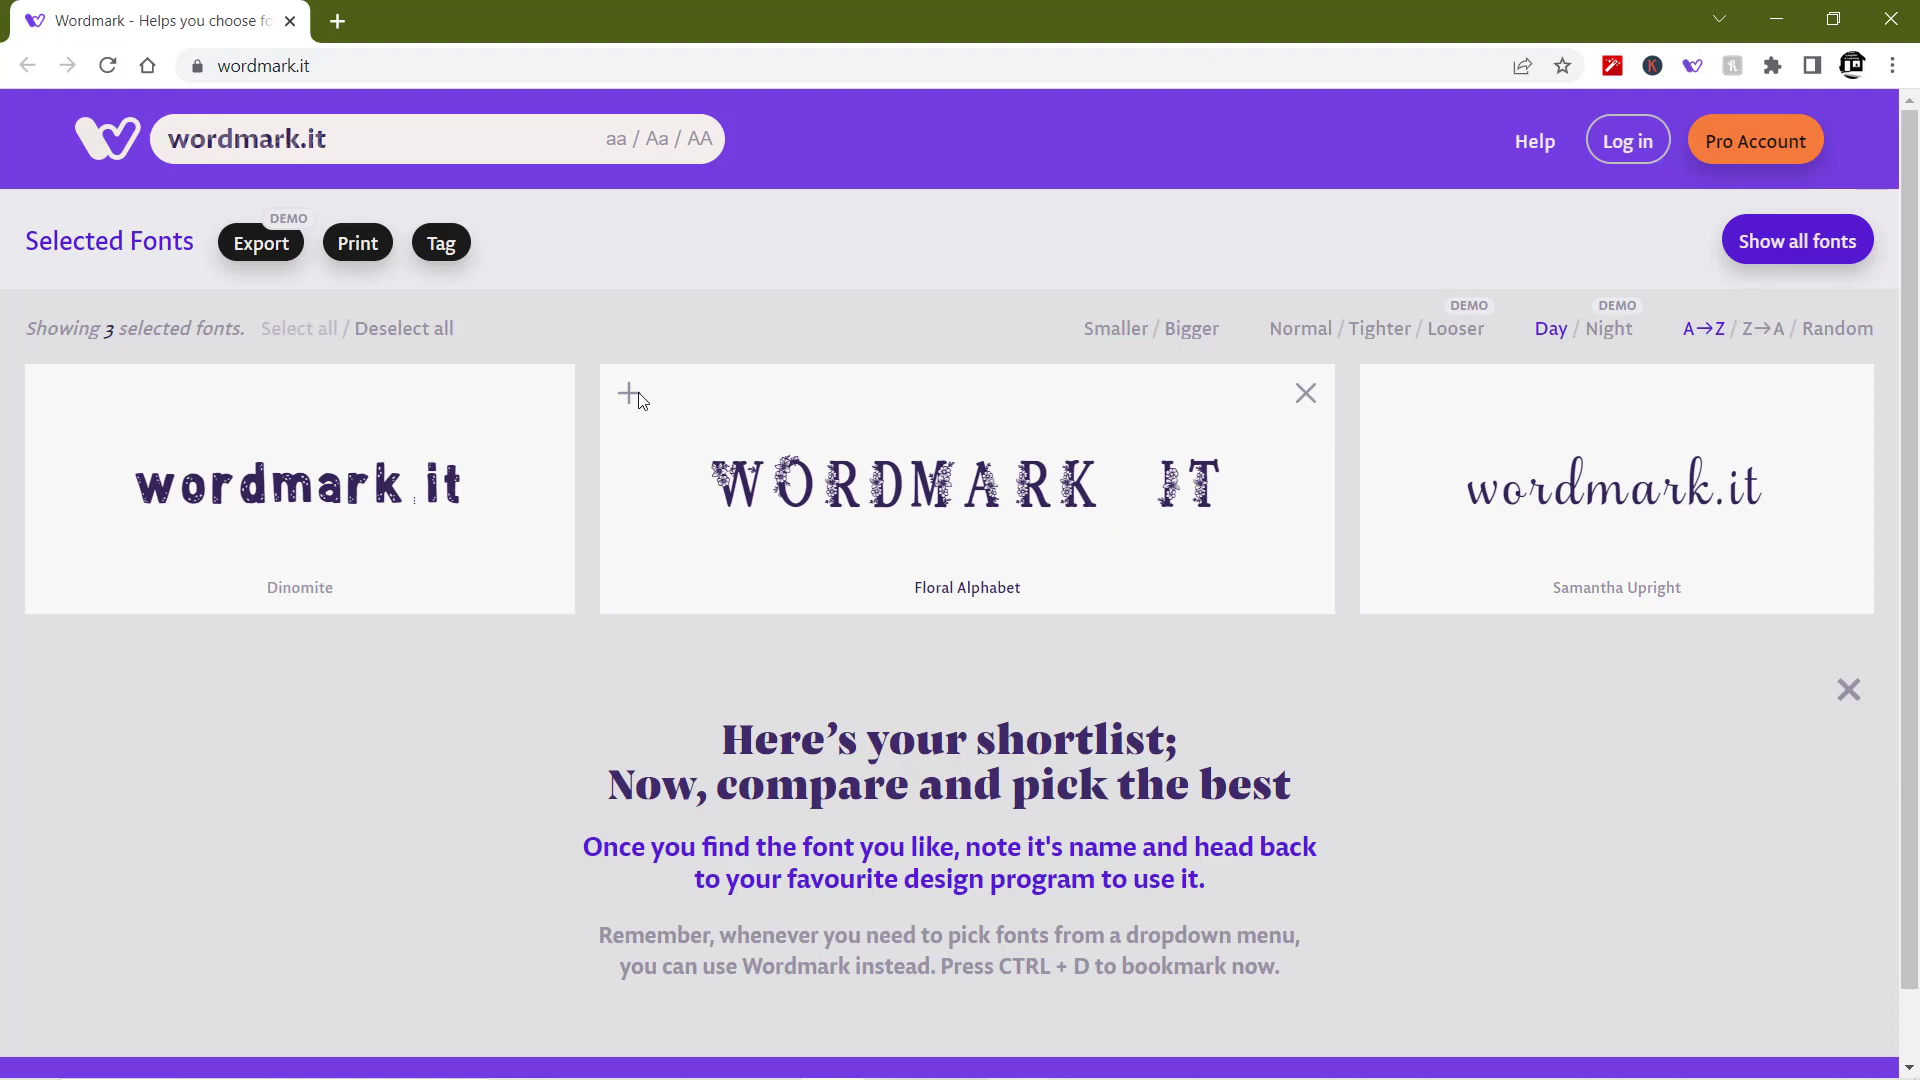 Wordmark - Helps you choose fo
wordmark.it
wordmark.it
aa / Aa / AA
Help
Log in
Pro Account
Selected Fonts
DEMO
Export
Print
Tag
Show all fonts
Showing 3 selected fonts.
Select all / Deselect all
Smaller / Bigger
DEMO
Normal / Tighter / Looser
DEMO
Day / Night
A→Z / Z→A / Random
wordmark.it
Dinomite
WORDMARK IT
Floral Alphabet
wordmark.it
Samantha Upright
Here's your shortlist;
Now, compare and pick the best
Once you find the font you like, note it's name and head back
to your favourite design program to use it.
Remember, whenever you need to pick fonts from a dropdown menu,
you can use Wordmark instead. Press CTRL + D to bookmark now.